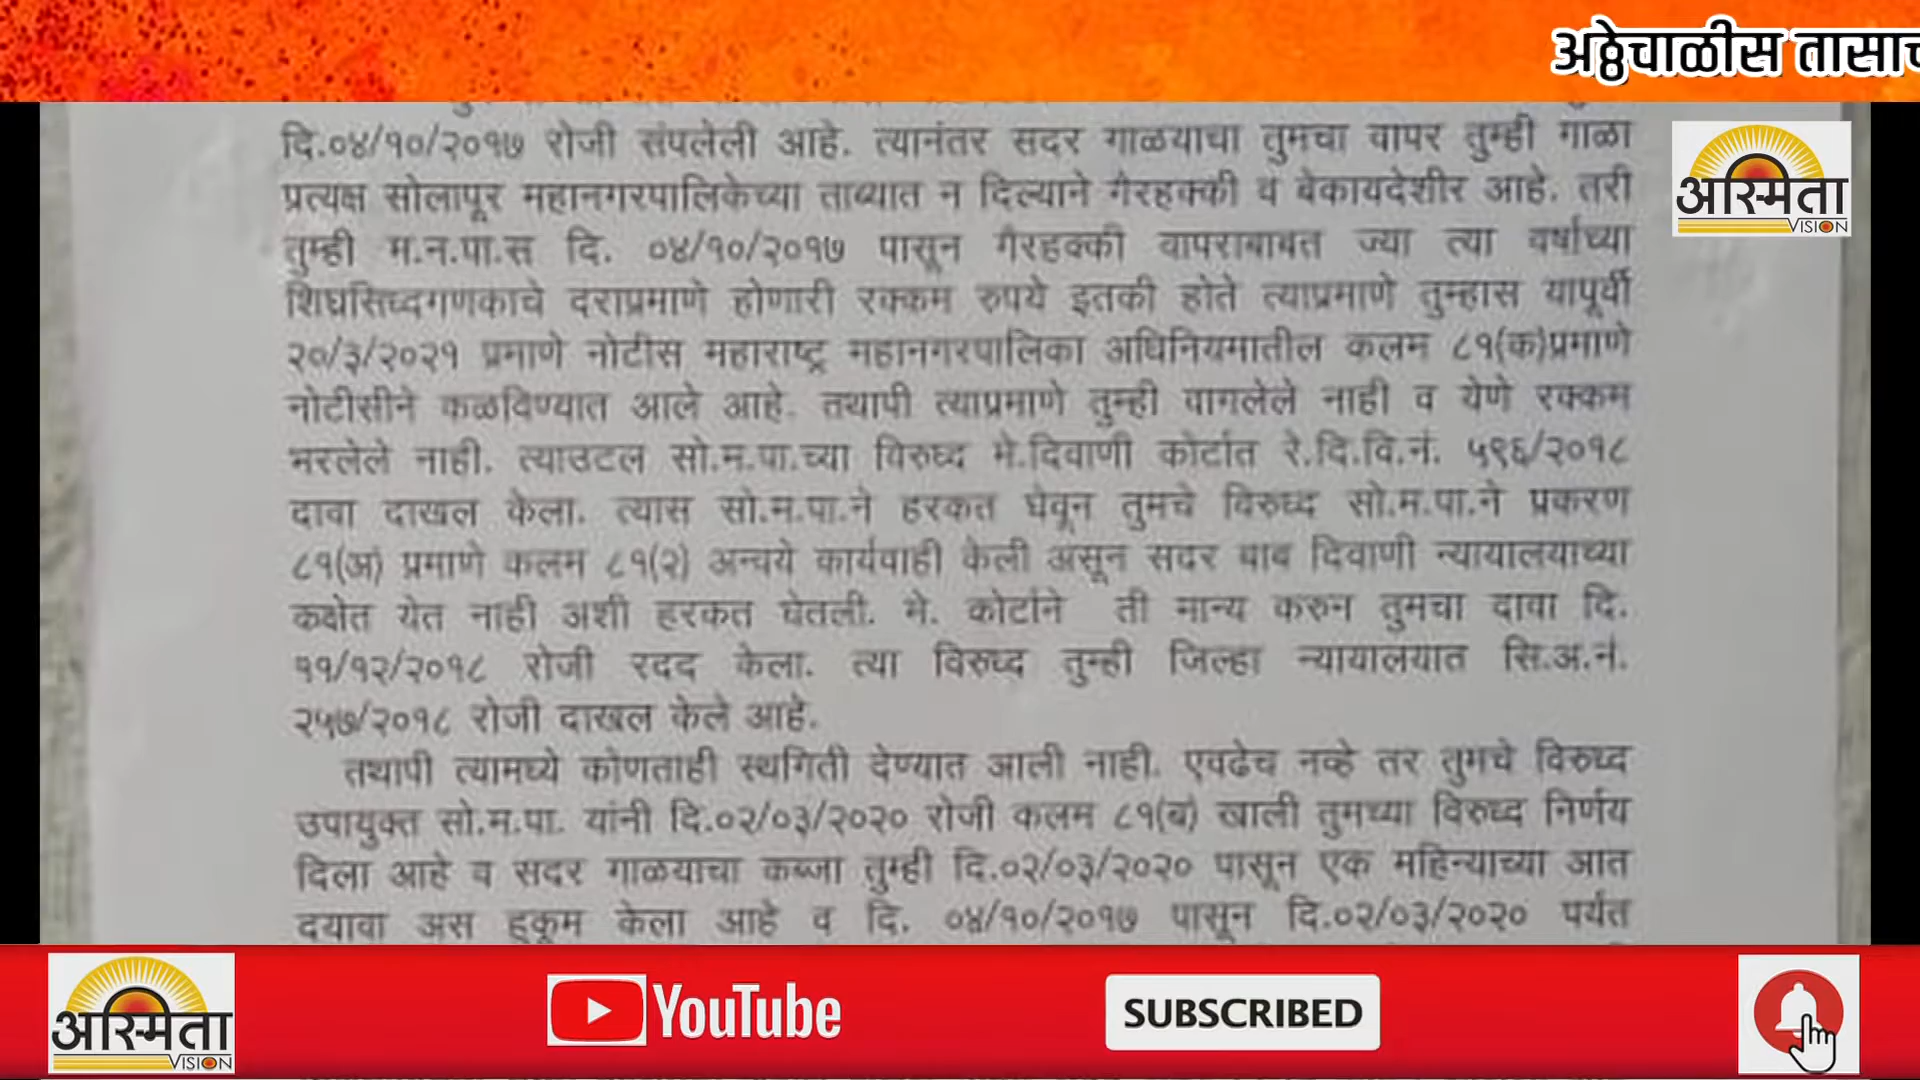 अठ्ठेचाळीस तासाच
दि.०४/१०/२०१७ रोजी संपलेली आहे. त्यानंतर सदर गाळयाचा तुमचा वापर तुम्ही गाळा
प्रत्यक्ष सोलापूर महानगरपालिकेच्या ताब्यात न दिल्याने गैरहक्की व बेकायदेशीर आहे. तरी
तुम्ही म.न.पा.स दि. ०४/१०/२०१७ पासून गैरहक्की वापराबाबत ज्या त्या वर्षाच्या
शिघ्रसिध्दगणकाचे दराप्रमाणे होणारी रक्कम रुपये इतकी होते त्याप्रमाणे तुम्हास यापूर्वी
२०/३/२०२१ प्रमाणे नोटीस महाराष्ट्र महानगरपालिका अधिनियमातील कलम ८१(क)प्रमाणे
नोटीसीने कळविण्यात आले आहे. तथापी त्याप्रमाणे तुम्ही वागलेले नाही व येणे रक्कम
भरलेले नाही. त्याउटल सो.म.पा.च्या विरुध्द मे.दिवाणी कोर्टात रे.दि.वि.नं. ५९६/२०१८
दावा दाखल केला. त्यास सो.म.पा.ने हरकत घेवून तुमचे विरुध्द सो.म.पा.ने प्रकरण
८१(अ) प्रमाणे कलम ८१(२) अन्वये कार्यवाही केली असून सदर बाब दिवाणी न्यायालयाच्या
कक्षेत येत नाही अशी हरकत घेतली. मे. कोर्टाने ती मान्य करुन तुमचा दावा दि.
११/१२/२०१८ रोजी रदद केला. त्या विरुध्द तुम्ही जिल्हा न्यायालयात सि.अ.नं.
२५७/२०१८ रोजी दाखल केले आहे.
तथापी त्यामध्ये कोणताही स्थगिती देण्यात आली नाही. एवढेच नव्हे तर तुमचे विरुध्द
उपायुक्त सो.म.पा. यांनी दि.०२/०३/२०२० रोजी कलम ८१(ब) खाली तुमच्या विरुध्द निर्णय
दिला आहे व सदर गाळयाचा कब्जा तुम्ही दि.०२/०३/२०२० पासून एक महिन्याच्या आत
दयावा अस हुकूम केला आहे व दि. ०४/१०/२०१७ पासून दि.०२/०३/२०२० पर्यत
अस्मिता
VISION
अस्मिता
VISION
YouTube
SUBSCRIBED